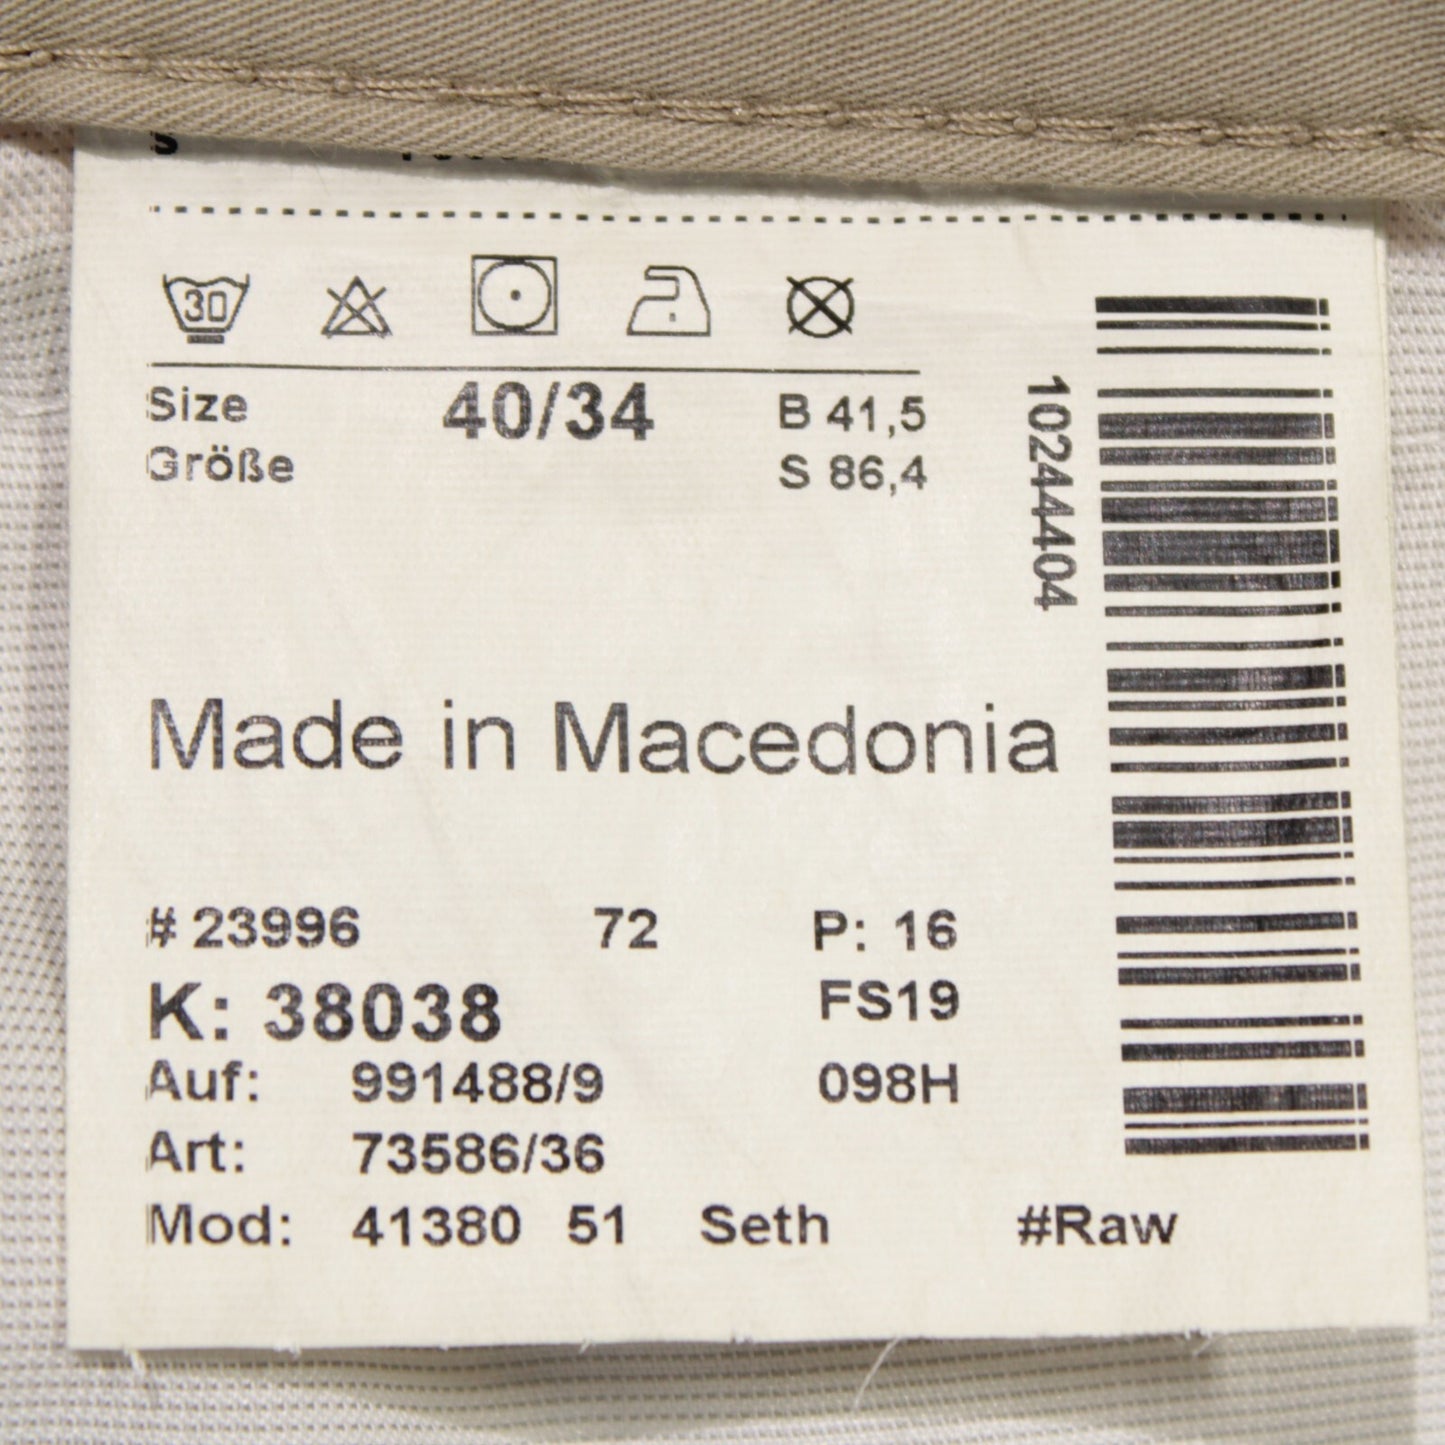 30
Size 40/34 B 41,5
Größe S 86,4
10244404
Made in Macedonia
# 23996 72 P: 16
K: 38038 FS19
Auf: 991488/9 098H
Art: 73586/36
Mod: 41380 51 Seth #Raw